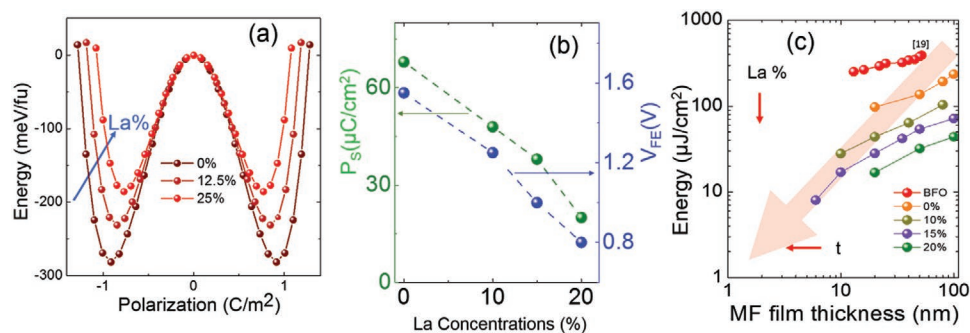 (a)
La%
0%
12.5%
25%
0
-100
-200
-300
-1
0
1
Energy (meV/fu)
Polarization (C/m²)
(b)
60
30
0
P_S(μC/cm²)
1.6
1.2
0.8
V_FE(V)
0
10
20
La Concentrations (%)
(c)
[19]
La %
t
BFO
0%
10%
15%
20%
1000
100
10
1
Energy (μJ/cm²)
1
10
100
MF film thickness (nm)